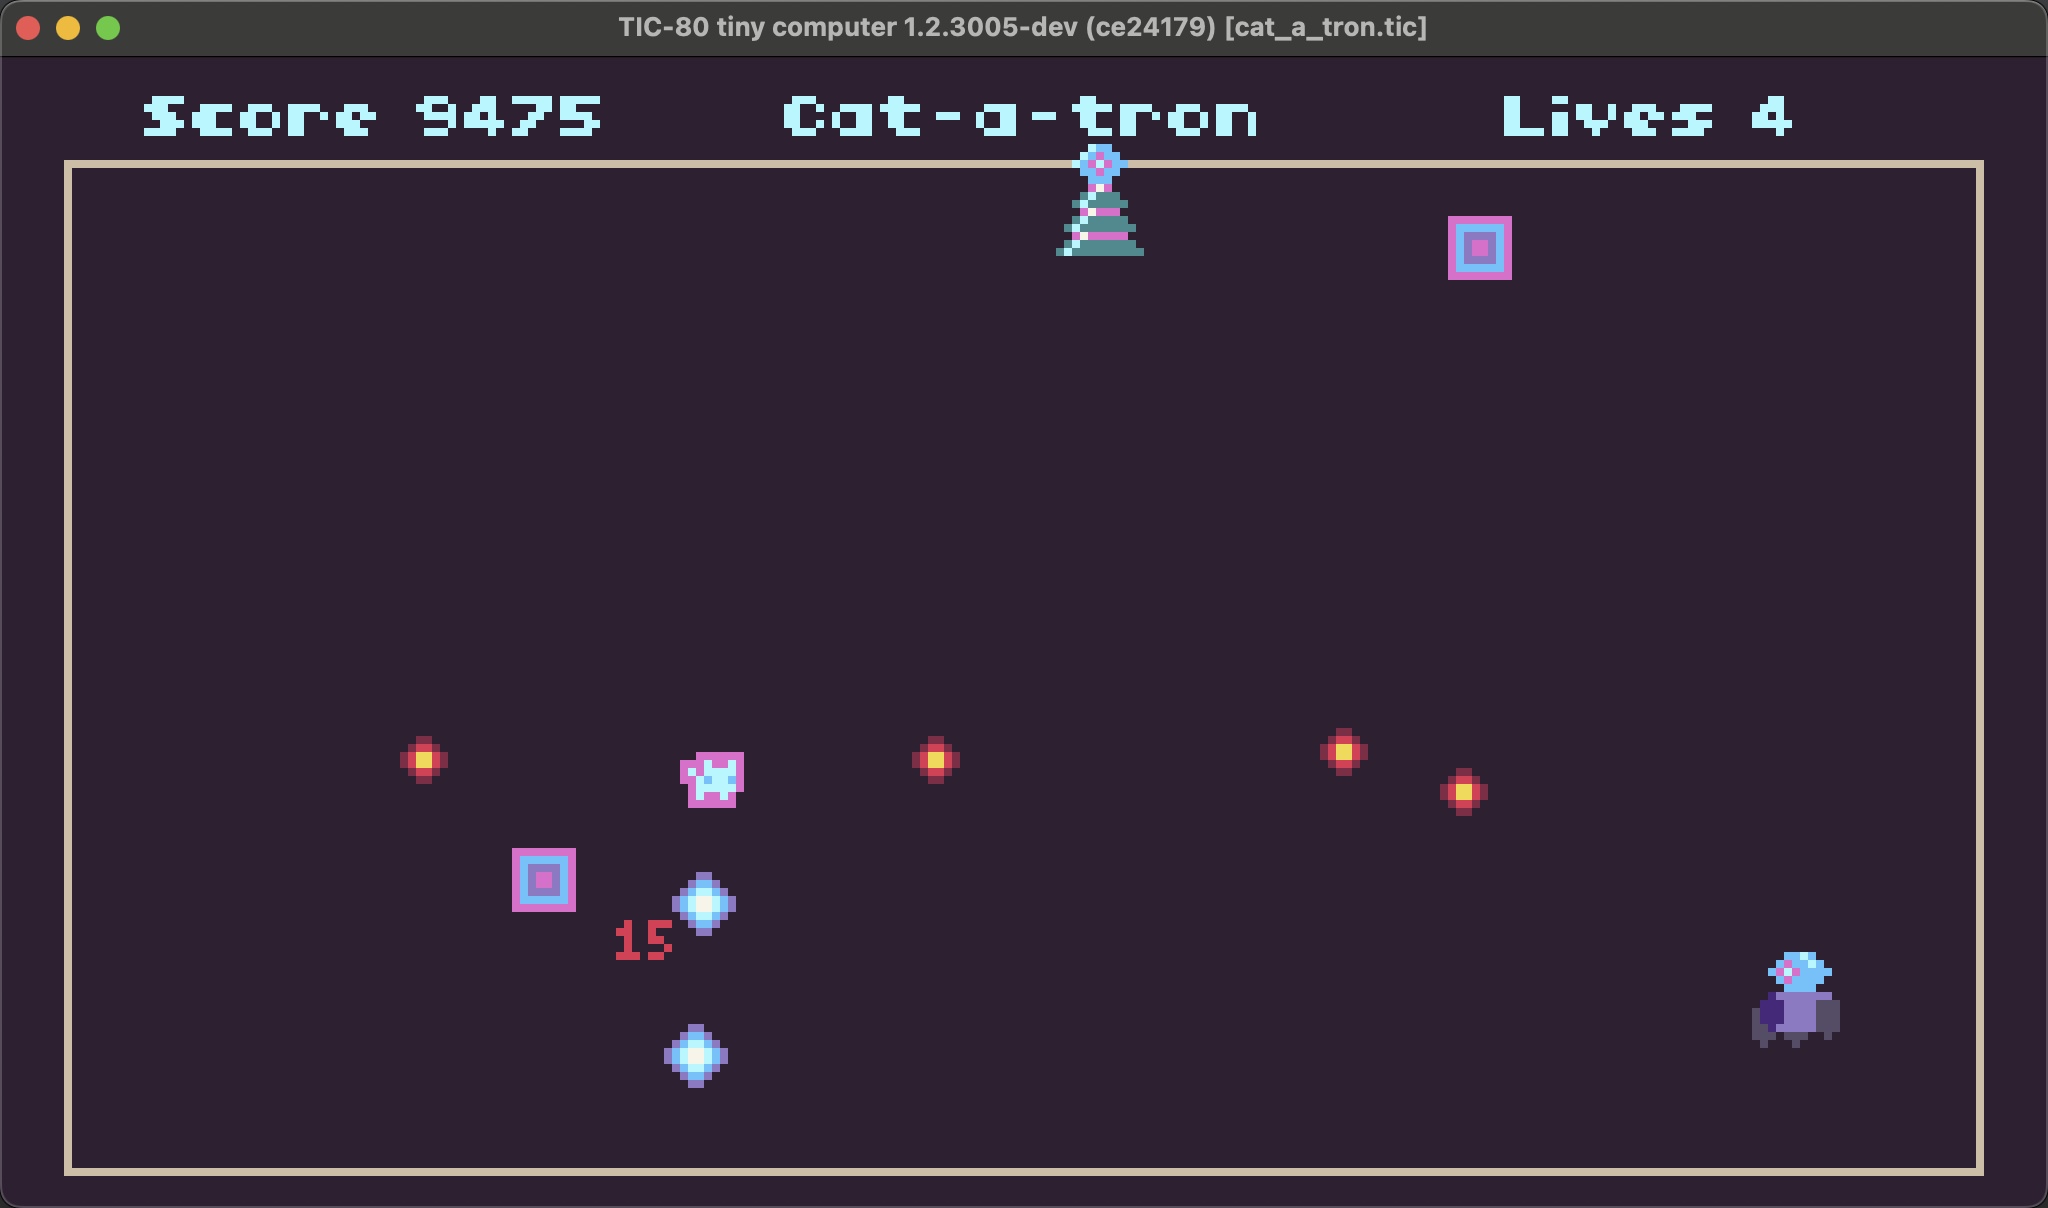 TIC-80 tiny computer 1.2.3005-dev (ce24179) [cat_a_tron.tic]
Score 9475 Cat-a-tron Lives 4
15